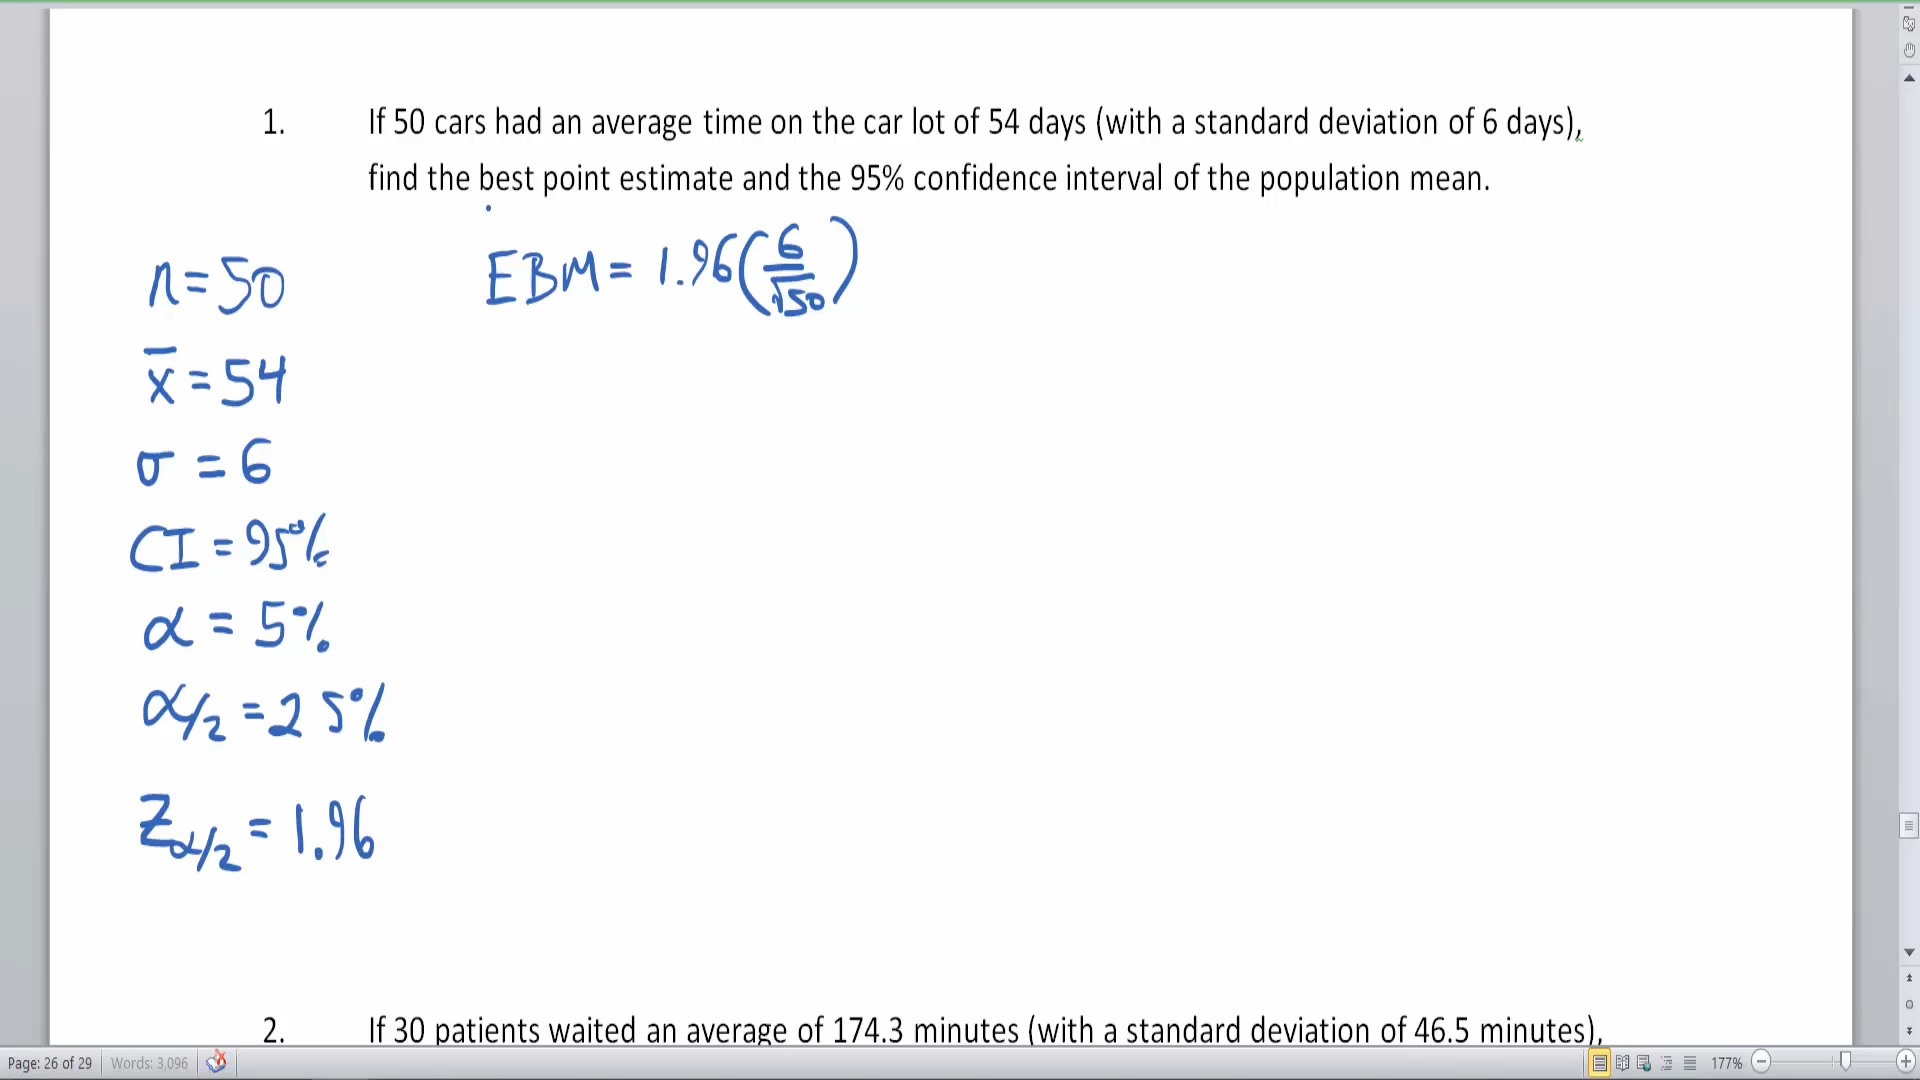 1. If 50 cars had an average time on the car lot of 54 days (with a standard deviation of 6 days),
find the best point estimate and the 95% confidence interval of the population mean.
EBM = 1.96(6/√50)
n = 50
x̄ = 54
σ = 6
CI = 95%
α = 5%
α/2 = 2 5%
Zα/2 = 1.96
2. If 30 patients waited an average of 174.3 minutes (with a standard deviation of 46.5 minutes),
Page: 26 of 29 Words: 3,096 177%